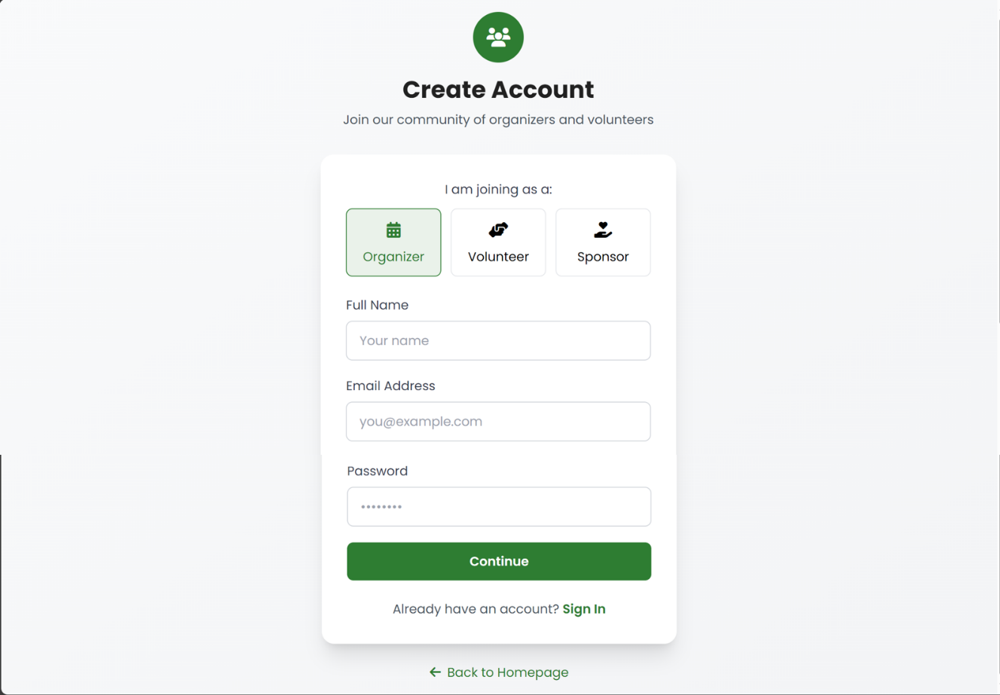 Create Account
Join our community of organizers and volunteers
I am joining as a:
Organizer
Volunteer
Sponsor
Full Name
Your name
Email Address
you@example.com
Password
••••••••
Continue
Already have an account? Sign In
← Back to Homepage